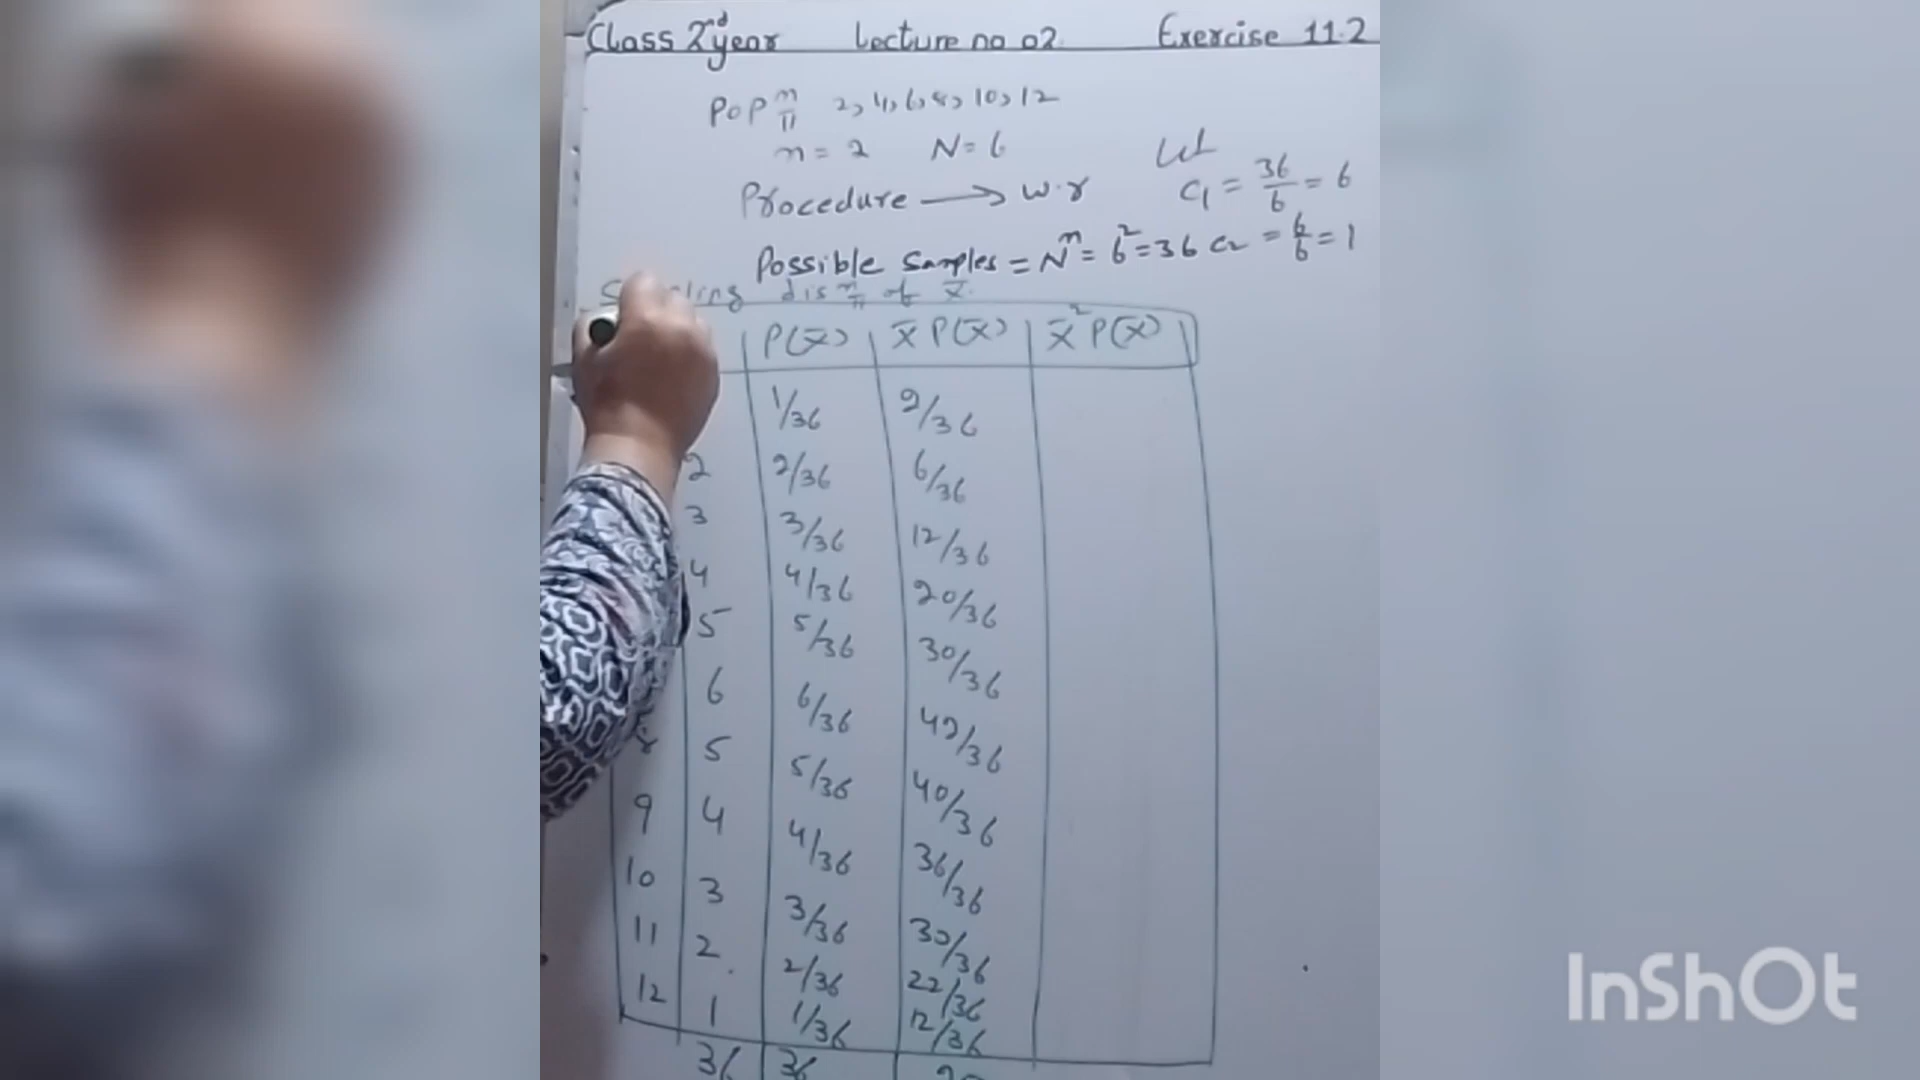 Class 2nd year Lecture no 02 Exercise 11.2
Popn 2, 4, 6, 8, 10, 12
n = 2 N = 6
Procedure → w.r
C1 = 36/6 = 6
Possible Samples = N^n = 6^2 = 36 C2 = 6/6 = 1
disn of x̄
P(x̄) x̄ P(x̄) x̄²P(x̄)
1/36 2/36
2 2/36 6/36
3 3/36 12/36
4 4/36 20/36
5 5/36 30/36
6 6/36 42/36
8 5 5/36 40/36
9 4 4/36 36/36
10 3 3/36 30/36
11 2 2/36 22/36
12 1 1/36 12/36
36 36
InShOt